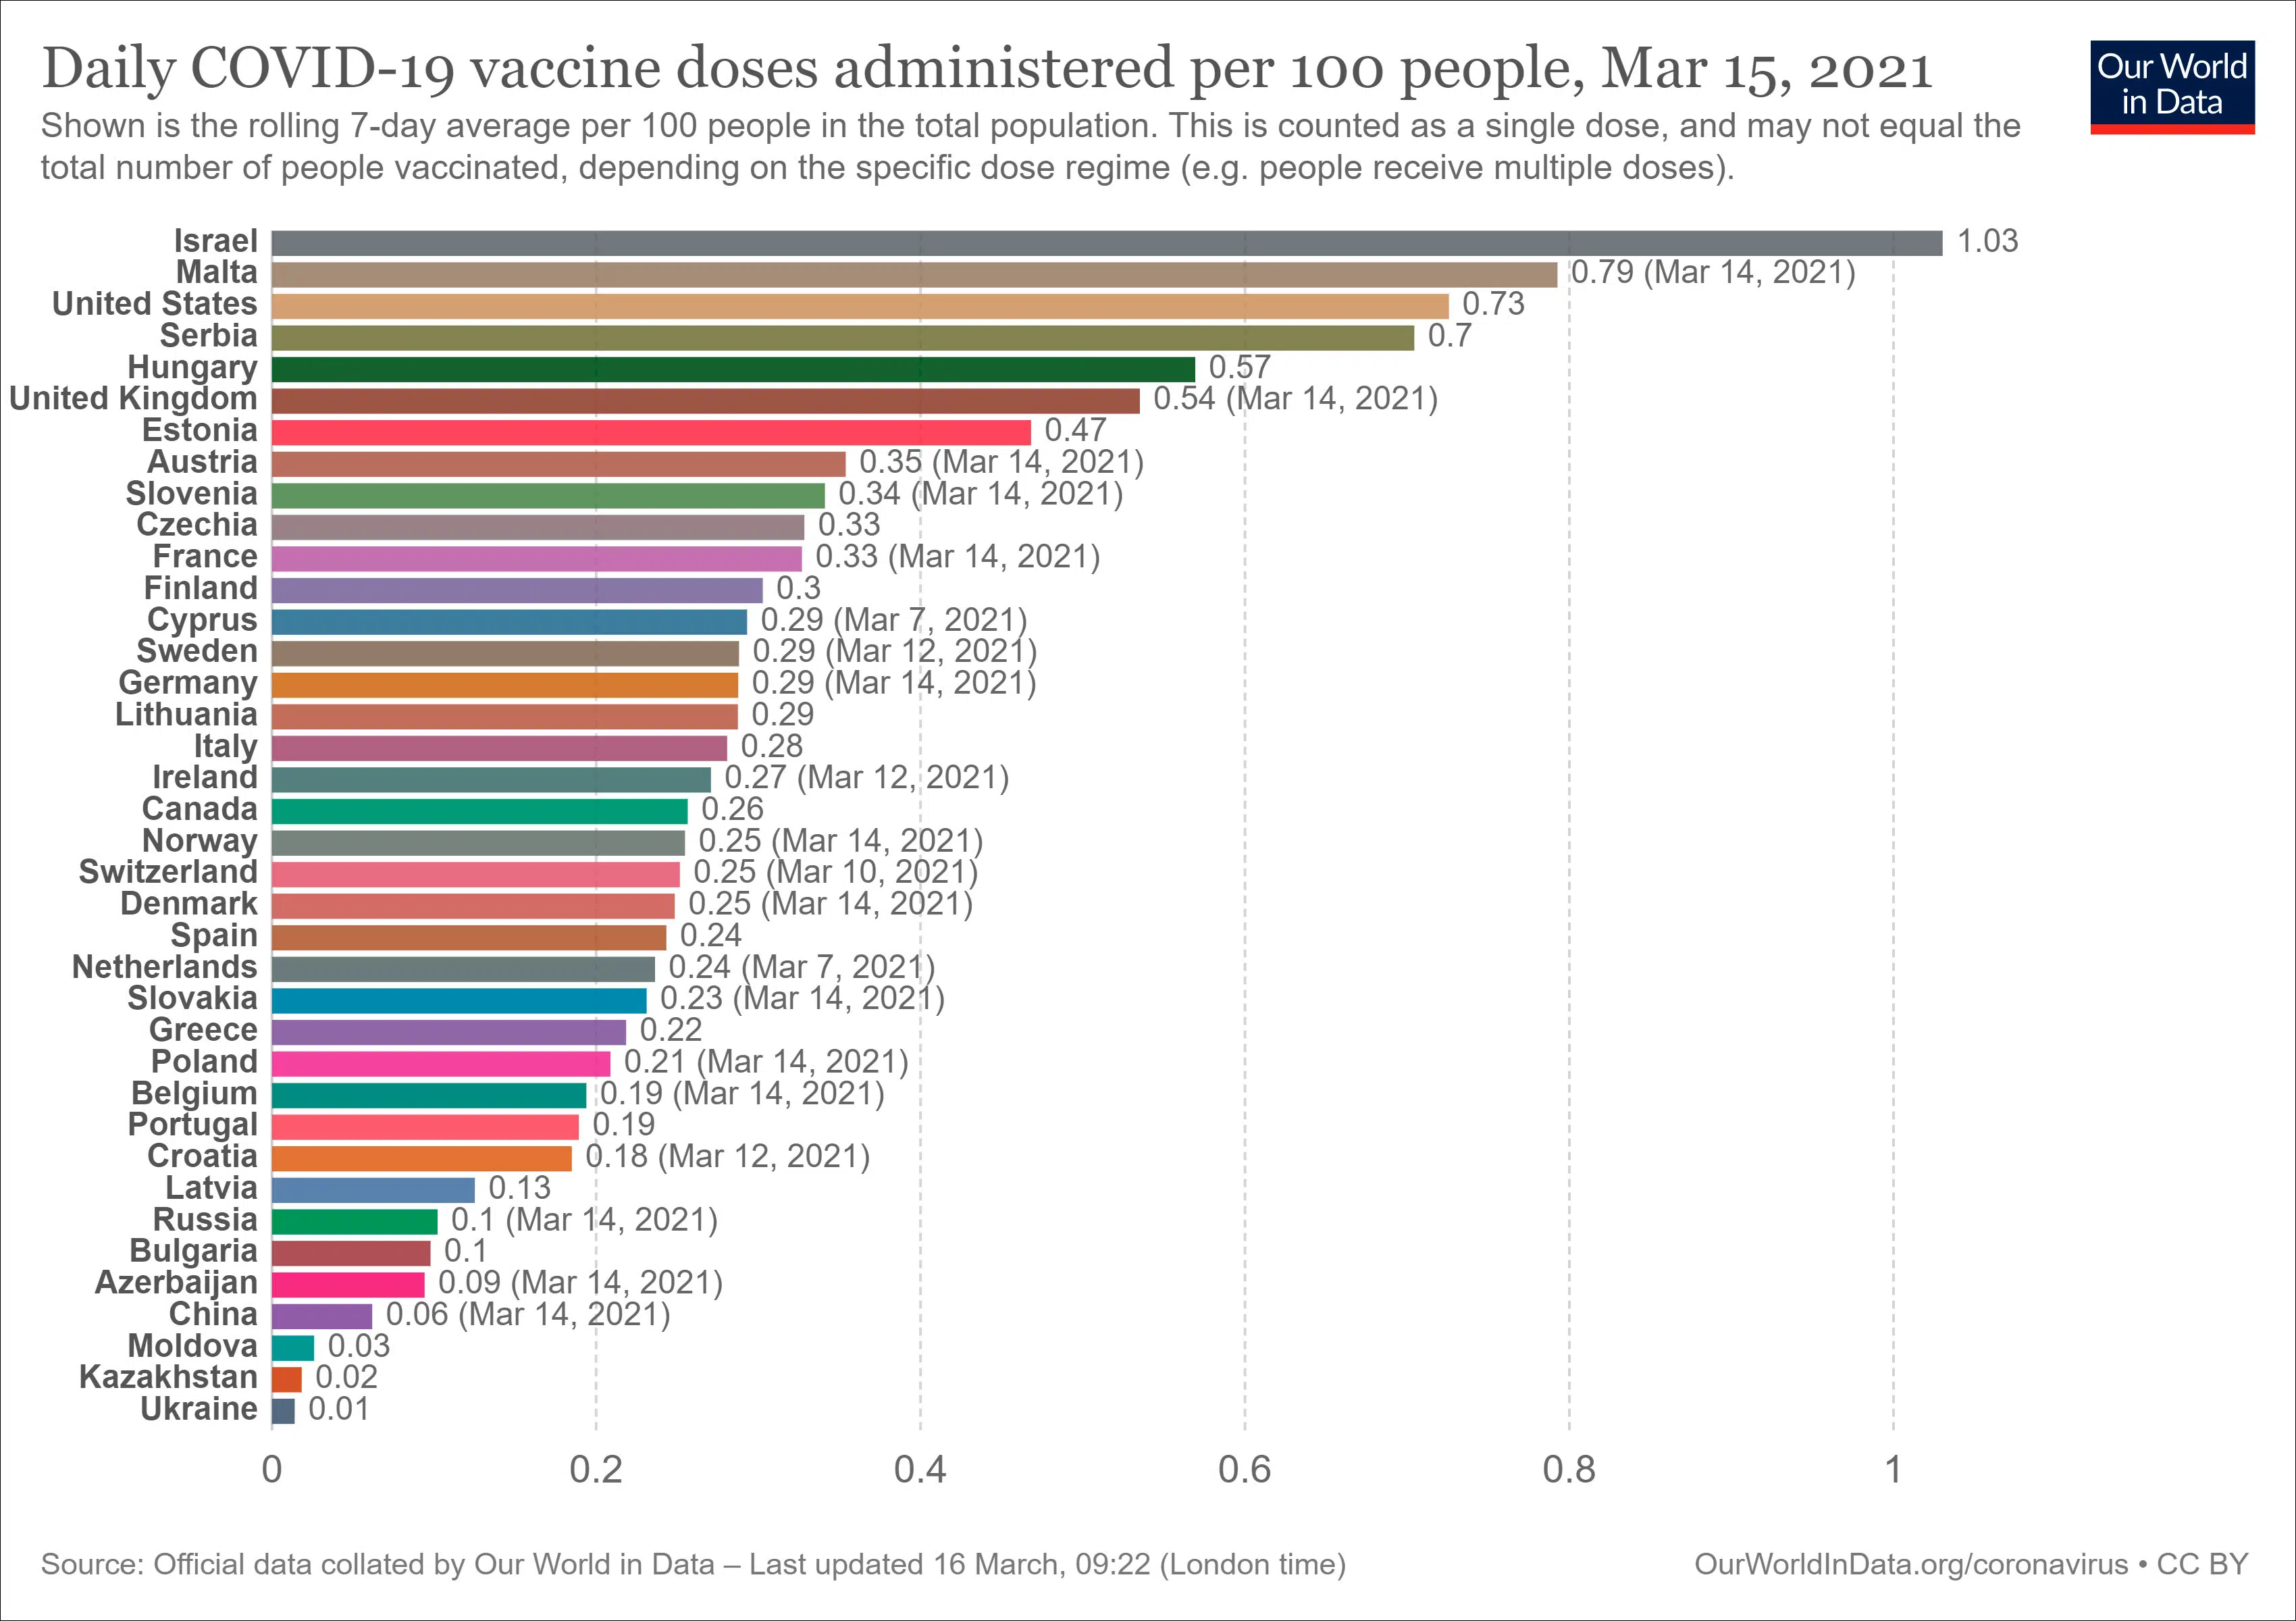 Daily COVID-19 vaccine doses administered per 100 people, Mar 15, 2021
Our World
in Data
Shown is the rolling 7-day average per 100 people in the total population. This is counted as a single dose, and may not equal the
total number of people vaccinated, depending on the specific dose regime (e.g. people receive multiple doses).
Israel 1.03
Malta 0.79 (Mar 14, 2021)
United States 0.73
Serbia 0.7
Hungary 0.57
United Kingdom 0.54 (Mar 14, 2021)
Estonia 0.47
Austria 0.35 (Mar 14, 2021)
Slovenia 0.34 (Mar 14, 2021)
Czechia 0.33
France 0.33 (Mar 14, 2021)
Finland 0.3
Cyprus 0.29 (Mar 7, 2021)
Sweden 0.29 (Mar 12, 2021)
Germany 0.29 (Mar 14, 2021)
Lithuania 0.29
Italy 0.28
Ireland 0.27 (Mar 12, 2021)
Canada 0.26
Norway 0.25 (Mar 14, 2021)
Switzerland 0.25 (Mar 10, 2021)
Denmark 0.25 (Mar 14, 2021)
Spain 0.24
Netherlands 0.24 (Mar 7, 2021)
Slovakia 0.23 (Mar 14, 2021)
Greece 0.22
Poland 0.21 (Mar 14, 2021)
Belgium 0.19 (Mar 14, 2021)
Portugal 0.19
Croatia 0.18 (Mar 12, 2021)
Latvia 0.13
Russia 0.1 (Mar 14, 2021)
Bulgaria 0.1
Azerbaijan 0.09 (Mar 14, 2021)
China 0.06 (Mar 14, 2021)
Moldova 0.03
Kazakhstan 0.02
Ukraine 0.01
0 0.2 0.4 0.6 0.8 1
Source: Official data collated by Our World in Data – Last updated 16 March, 09:22 (London time)
OurWorldInData.org/coronavirus • CC BY